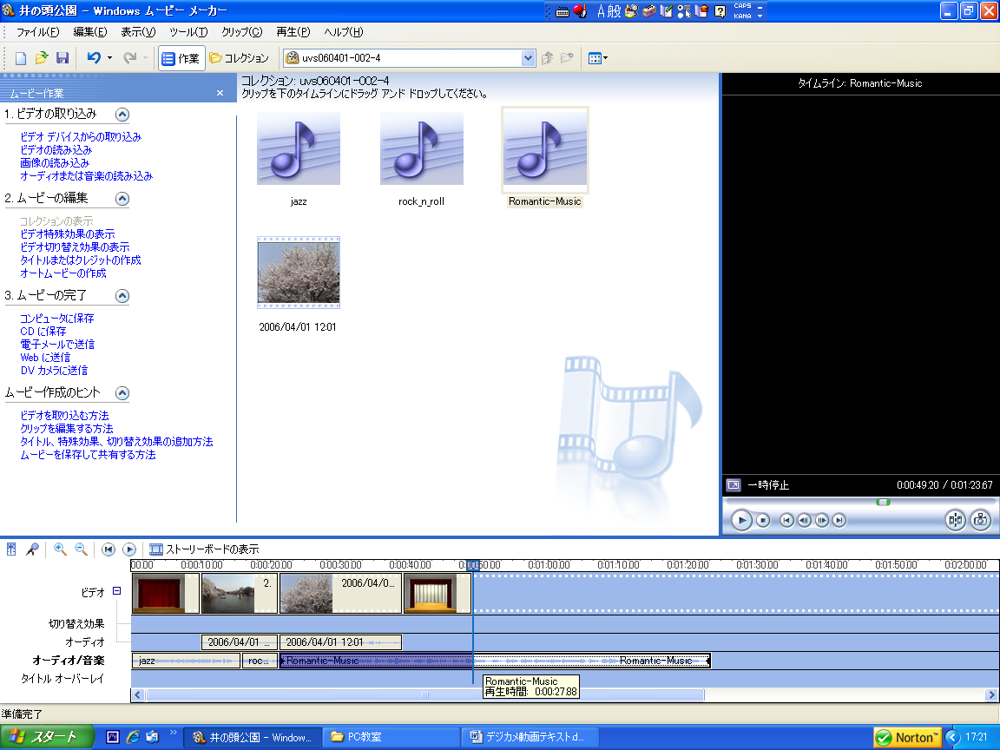 井の頭公園 - Windows ムービー メーカー
A 般
CAPS
KANA
ファイル(F) 編集(E) 表示(V) ツール(T) クリップ(C) 再生(P) ヘルプ(H)
作業 コレクション uvs060401-002-4
ムービー作業
1. ビデオの取り込み
ビデオ デバイスからの取り込み
ビデオの読み込み
画像の読み込み
オーディオまたは音楽の読み込み
2. ムービーの編集
コレクションの表示
ビデオ特殊効果の表示
ビデオ切り替え効果の表示
タイトルまたはクレジットの作成
オートムービーの作成
3. ムービーの完了
コンピュータに保存
CD に保存
電子メールで送信
Web に送信
DV カメラに送信
ムービー作成のヒント
ビデオを取り込む方法
クリップを編集する方法
タイトル、特殊効果、切り替え効果の追加方法
ムービーを保存して共有する方法
コレクション: uvs060401-002-4
クリップを下のタイムラインにドラッグ アンド ドロップしてください。
jazz
rock_n_roll
Romantic-Music
2006/04/01 12:01
タイムライン: Romantic-Music
一時停止 0:00:49.20 / 0:01:23.67
ストーリーボードの表示
00.00 0:00:10.00 0:00:20.00 0:00:30.00 0:00:40.00 0:00:50.00 0:01:00.00 0:01:10.00 0:01:20.00 0:01:30.00 0:01:40.00 0:01:50.00 0:02:00.00
ビデオ 2. 2006/04/0...
切り替え効果
オーディオ 2006/04/01 ... 2006/04/01 12:01
オーディオ/音楽 jazz roc... Romantic-Music Romantic-Music
タイトル オーバーレイ
Romantic-Music
再生時間: 0:00:27.88
準備完了
スタート 井の頭公園 - Window... PC教室 デジカメ動画テキスト.d... Norton™ 17:21